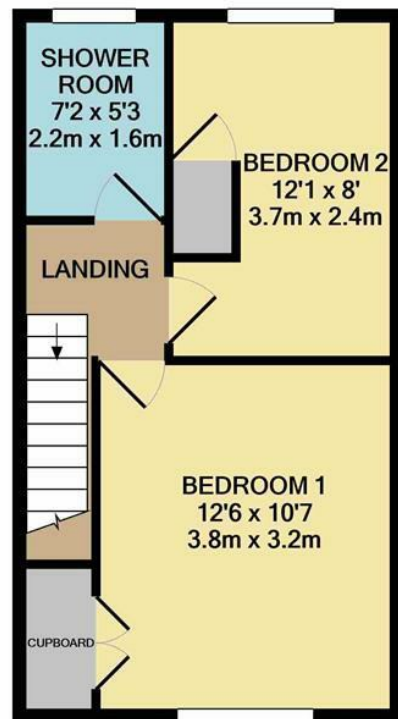 SHOWER
ROOM
7'2 x 5'3
2.2m x 1.6m
BEDROOM 2
12'1 x 8'
3.7m x 2.4m
LANDING
BEDROOM 1
12'6 x 10'7
3.8m x 3.2m
CUPBOARD